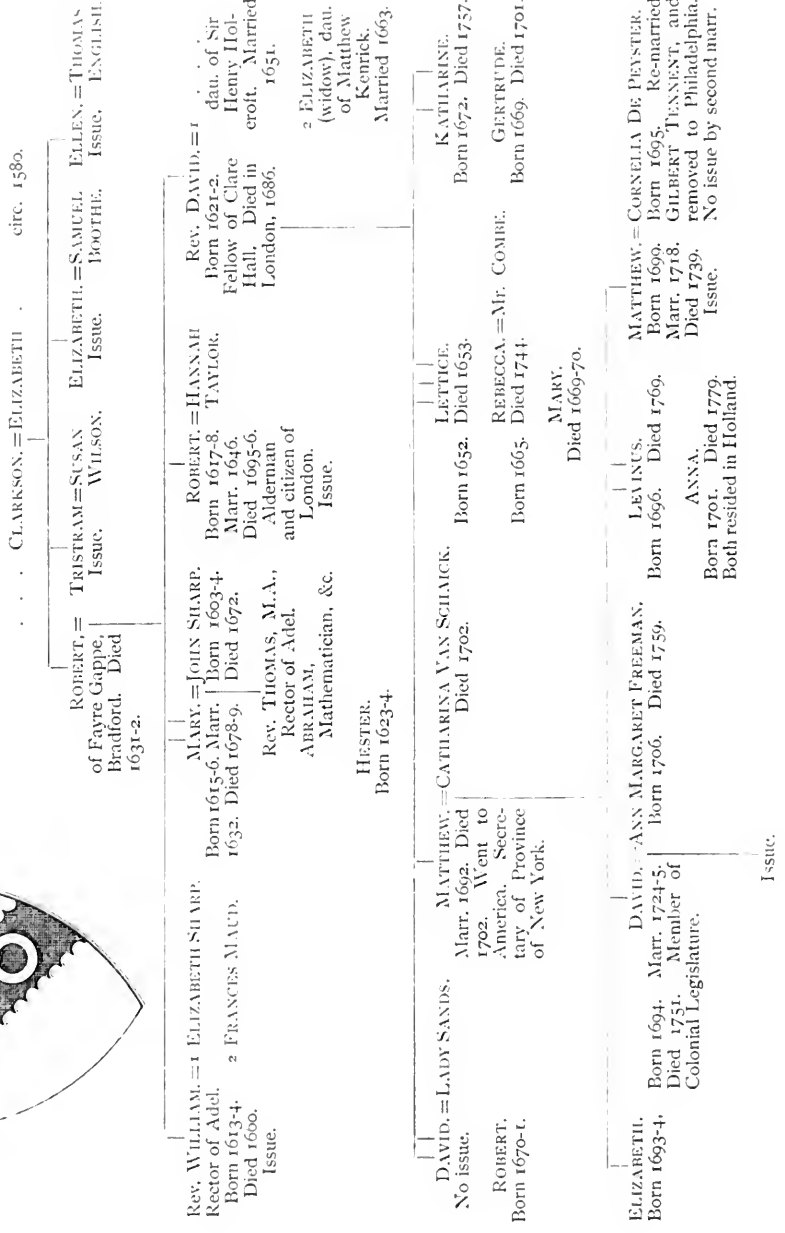 . . . CLARKSON. = ELIZABETH . circ. 1580.
ROBERT, =
of Fayre Gappe,
Bradford. Died
1631-2.
TRISTRAM = SUSAN
Issue. WILSON.
ELIZABETH. = SAMUEL
Issue. BOOTHE.
ELLEN. = THOMAS
Issue. ENGLISH.
Rev. WILLIAM. = 1 ELIZABETH SHARP.
Rector of Adel.
Born 1613-4. 2 FRANCES MAUD.
Died 1660.
Issue.
MARY. = JOHN SHARP.
Born 1615-6. Marr. Born 1603-4.
1632. Died 1678-9. Died 1672.
Rev. THOMAS, M.A.,
Rector of Adel.
ABRAHAM,
Mathematician, &c.
HESTER.
Born 1623-4.
ROBERT. = HANNAH
Born 1617-8. TAYLOR.
Marr. 1646.
Died 1695-6.
Alderman
and citizen of
London.
Issue.
Rev. DAVID. = 1 . . .
Born 1621-2.
Fellow of Clare
Hall. Died in
London, 1686.
dau. of Sir
Henry Hol-
croft. Married
1651.
2 ELIZABETH
(widow), dau.
of Matthew
Kenrick.
Married 1663.
DAVID. = LADY SANDS.
No issue.
ROBERT.
Born 1670-1.
MATTHEW. = CATHARINA VAN SCHAICK.
Marr. 1692. Died Died 1702.
1702. Went to
America. Secre-
tary of Province
of New York.
LETTICE.
Born 1652. Died 1653.
REBECCA. = Mr. COMBE.
Born 1665. Died 1744.
MARY.
Died 1669-70.
KATHARINE.
Born 1672. Died 1757.
GERTRUDE.
Born 1669. Died 1701.
ELIZABETH.
Born 1693-4.
DAVID. = ANN MARGARET FREEMAN.
Born 1694. Marr. 1724-5. Born 1706. Died 1759.
Died 1751. Member of
Colonial Legislature.
Issue.
LEVINUS.
Born 1696. Died 1769.
ANNA.
Born 1701. Died 1779.
Both resided in Holland.
MATTHEW. = CORNELIA DE PEYSTER.
Born 1699. Born 1695. Re-married
Marr. 1718. GILBERT TENNENT, and
Died 1739. removed to Philadelphia.
Issue. No issue by second marr.